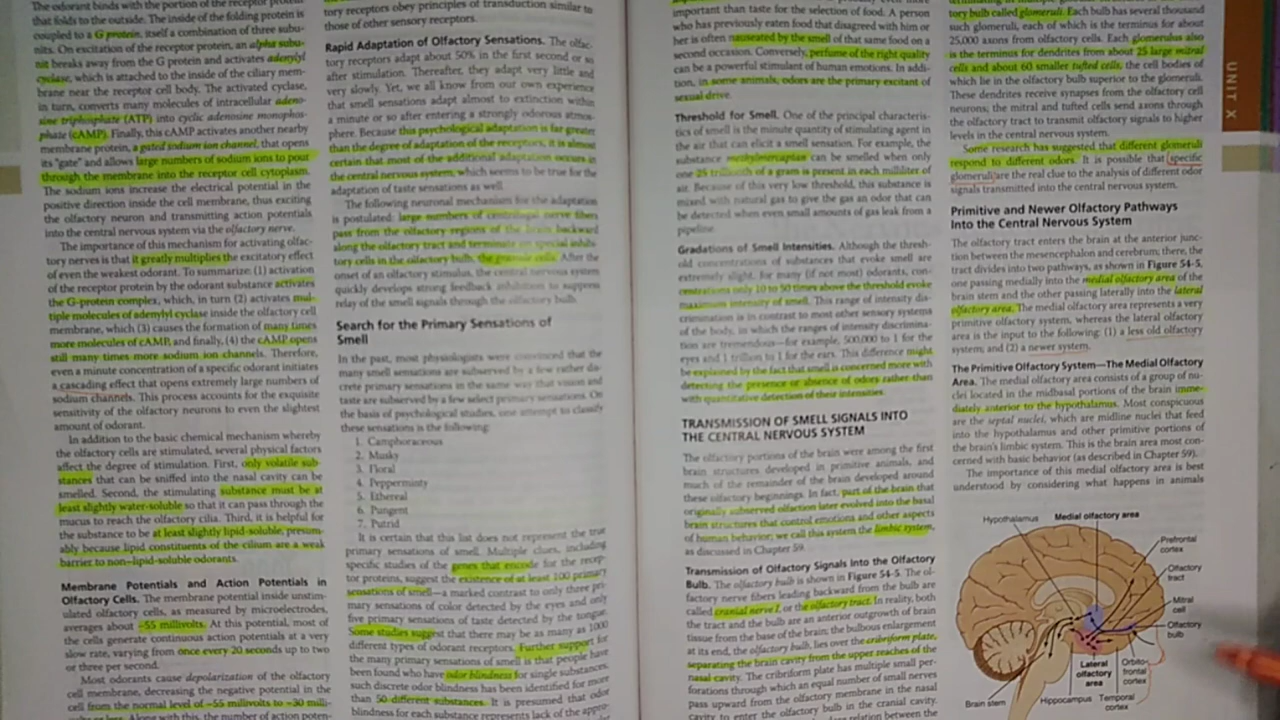 The odorant binds with the portion of the receptor protein
that folds to the outside. The inside of the folding protein is
coupled to a G protein, itself a combination of three subu-
nits. On excitation of the receptor protein, an alpha subu-
nit breaks away from the G protein and activates adenylyl
cyclase, which is attached to the inside of the ciliary mem-
brane near the receptor cell body. The activated cyclase,
in turn, converts many molecules of intracellular adeno-
sine triphosphate (ATP) into cyclic adenosine monophos-
phate (cAMP). Finally, this cAMP activates another nearby
membrane protein, a gated sodium ion channel, that opens
its "gate" and allows large numbers of sodium ions to pour
through the membrane into the receptor cell cytoplasm.
The sodium ions increase the electrical potential in the
positive direction inside the cell membrane, thus exciting
the olfactory neuron and transmitting action potentials
into the central nervous system via the olfactory nerve.
The importance of this mechanism for activating olfac-
tory nerves is that it greatly multiplies the excitatory effect
of even the weakest odorant. To summarize: (1) activation
of the receptor protein by the odorant substance activates
the G-protein complex, which, in turn (2) activates mul-
tiple molecules of adenylyl cyclase inside the olfactory cell
membrane, which (3) causes the formation of many times
more molecules of cAMP, and finally, (4) the cAMP opens
still many times more sodium ion channels. Therefore,
even a minute concentration of a specific odorant initiates
a cascading effect that opens extremely large numbers of
sodium channels. This process accounts for the exquisite
sensitivity of the olfactory neurons to even the slightest
amount of odorant.
In addition to the basic chemical mechanism whereby
the olfactory cells are stimulated, several physical factors
affect the degree of stimulation. First, only volatile sub-
stances that can be sniffed into the nasal cavity can be
smelled. Second, the stimulating substance must be at
least slightly water-soluble so that it can pass through the
mucus to reach the olfactory cilia. Third, it is helpful for
the substance to be at least slightly lipid-soluble, presum-
ably because lipid constituents of the cilium are a weak
barrier to non-lipid-soluble odorants.
Membrane Potentials and Action Potentials in
Olfactory Cells. The membrane potential inside unstim-
ulated olfactory cells, as measured by microelectrodes,
averages about −55 millivolts. At this potential, most of
the cells generate continuous action potentials at a very
slow rate, varying from once every 20 seconds up to two
or three per second.
Most odorants cause depolarization of the olfactory
cell membrane, decreasing the negative potential in the
cell from the normal level of −55 millivolts to −30 milli-
tory receptors obey principles of transduction similar to
those of other sensory receptors.
Rapid Adaptation of Olfactory Sensations. The olfac-
tory receptors adapt about 50% in the first second or so
after stimulation. Thereafter, they adapt very little and
very slowly. Yet, we all know from our own experience
that smell sensations adapt almost to extinction within
a minute or so after entering a strongly odorous atmos-
phere. Because this psychological adaptation is far greater
than the degree of adaptation of the receptors, it is almost
certain that most of the additional adaptation occurs in
the central nervous system, which seems to be true for the
adaptation of taste sensations as well.
The following neuronal mechanism for the adaptation
is postulated: large numbers of centrifugal nerve fibers
pass from the olfactory regions of the brain backward
along the olfactory tract and terminate on special inhibi-
tory cells in the olfactory bulb, the granule cells. After the
onset of an olfactory stimulus, the central nervous system
quickly develops strong feedback inhibition to suppress
relay of the smell signals through the olfactory bulb.
Search for the Primary Sensations of
Smell
In the past, most physiologists were convinced that the
many smell sensations are subserved by a few rather dis-
crete primary sensations in the same way that vision and
taste are subserved by a few select primary sensations. On
the basis of psychological studies, one attempt to classify
these sensations is the following:
1. Camphoraceous
2. Musky
3. Floral
4. Pepperminty
5. Ethereal
6. Pungent
7. Putrid
It is certain that this list does not represent the true
primary sensations of smell. Multiple clues, including
specific studies of the genes that encode for the recep-
tor proteins, suggest the existence of at least 100 primary
sensations of smell—a marked contrast to only three pri-
mary sensations of color detected by the eyes and only
five primary sensations of taste detected by the tongue.
Some studies suggest that there may be as many as 1000
different types of odorant receptors. Further support for
the many primary sensations of smell is that people have
been found who have odor blindness for single substances;
such discrete odor blindness has been identified for more
than 50 different substances. It is presumed that odor
blindness for each substance represents lack of the appro-
important than taste for the selection of food. A person
who has previously eaten food that disagreed with him or
her is often nauseated by the smell of that same food on a
second occasion. Conversely, perfume of the right quality
can be a powerful stimulant of human emotions. In addi-
tion, in some animals, odors are the primary excitant of
sexual drive.
Threshold for Smell. One of the principal characteris-
tics of smell is the minute quantity of stimulating agent in
the air that can elicit a smell sensation. For example, the
substance methylmercaptan can be smelled when only
one 25 trillionth of a gram is present in each milliliter of
air. Because of this very low threshold, this substance is
mixed with natural gas to give the gas an odor that can
be detected when even small amounts of gas leak from a
pipeline.
Gradations of Smell Intensities. Although the thresh-
old concentrations of substances that evoke smell are
extremely slight, for many (if not most) odorants, con-
centrations only 10 to 50 times above the threshold evoke
maximum intensity of smell. This range of intensity dis-
crimination is in contrast to most other sensory systems
of the body, in which the ranges of intensity discrimina-
tion are tremendous—for example, 500,000 to 1 for the
eyes and 1 trillion to 1 for the ears. This difference might
be explained by the fact that smell is concerned more with
detecting the presence or absence of odors rather than
with quantitative detection of their intensities.
TRANSMISSION OF SMELL SIGNALS INTO
THE CENTRAL NERVOUS SYSTEM
The olfactory portions of the brain were among the first
brain structures developed in primitive animals, and
much of the remainder of the brain developed around
these olfactory beginnings. In fact, part of the brain that
originally subserved olfaction later evolved into the basal
brain structures that control emotions and other aspects
of human behavior; we call this system the limbic system,
as discussed in Chapter 59.
Transmission of Olfactory Signals Into the Olfactory
Bulb. The olfactory bulb is shown in Figure 54-5. The ol-
factory nerve fibers leading backward from the bulb are
called cranial nerve I, or the olfactory tract. In reality, both
the tract and the bulb are an anterior outgrowth of brain
tissue from the base of the brain; the bulbous enlargement
at its end, the olfactory bulb, lies over the cribriform plate,
separating the brain cavity from the upper reaches of the
nasal cavity. The cribriform plate has multiple small per-
forations through which an equal number of small nerves
pass upward from the olfactory membrane in the nasal
cavity to enter the olfactory bulb in the cranial cavity.
relation between the
tory bulb called glomeruli. Each bulb has several thousand
such glomeruli, each of which is the terminus for about
25,000 axons from olfactory cells. Each glomerulus also
is the terminus for dendrites from about 25 large mitral
cells and about 60 smaller tufted cells, the cell bodies of
which lie in the olfactory bulb superior to the glomeruli.
These dendrites receive synapses from the olfactory cell
neurons; the mitral and tufted cells send axons through
the olfactory tract to transmit olfactory signals to higher
levels in the central nervous system.
Some research has suggested that different glomeruli
respond to different odors. It is possible that specific
glomeruli are the real clue to the analysis of different odor
signals transmitted into the central nervous system.
Primitive and Newer Olfactory Pathways
Into the Central Nervous System
The olfactory tract enters the brain at the anterior junc-
tion between the mesencephalon and cerebrum; there, the
tract divides into two pathways, as shown in Figure 54-5,
one passing medially into the medial olfactory area of the
brain stem and the other passing laterally into the lateral
olfactory area. The medial olfactory area represents a very
primitive olfactory system, whereas the lateral olfactory
area is the input to the following: (1) a less old olfactory
system; and (2) a newer system.
The Primitive Olfactory System—The Medial Olfactory
Area. The medial olfactory area consists of a group of nu-
clei located in the midbasal portions of the brain imme-
diately anterior to the hypothalamus. Most conspicuous
are the septal nuclei, which are midline nuclei that feed
into the hypothalamus and other primitive portions of
the brain's limbic system. This is the brain area most con-
cerned with basic behavior (as described in Chapter 59).
The importance of this medial olfactory area is best
understood by considering what happens in animals
Hypothalamus
Medial olfactory area
Prefrontal
cortex
Olfactory
tract
Mitral
cell
Olfactory
bulb
Lateral
olfactory
area
Orbito-
frontal
cortex
Temporal
cortex
Hippocampus
Brain stem
UNIT X